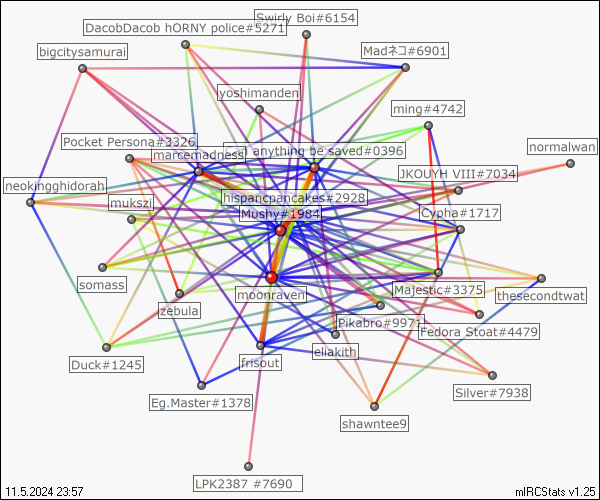 Swirly Boi#6154
DacobDacob hORNY police#5271
Madネコ#6901
bigcitysamurai
yoshimanden
ming#4742
Pocket Persona#3326
normalwan
anything be saved#0396
marcemadness
JKOUYH VIII#7034
neokingghidorah
hispancpancakes#2928
mukszi
Mushy#1984
Cypha#1717
somass
moonraven
Majestic#3375
thesecondtwat
zebula
Pikabro#9971
Fedora Stoat#4479
eliakith
Duck#1245
frisout
Silver#7938
Eg.Master#1378
shawntee9
LPK2387 #7690
11.5.2024 23:57
mIRCStats v1.25